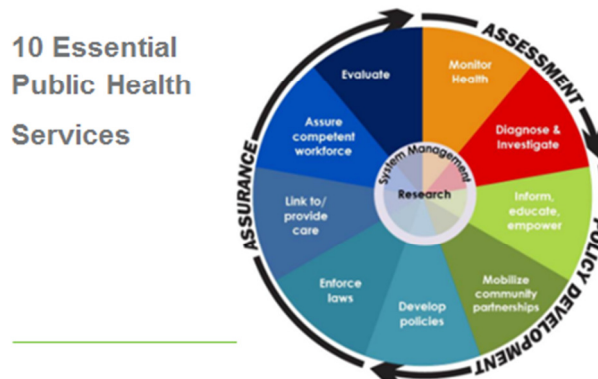 10 Essential
Public Health
Services
ASSESSMENT
Monitor
Health
Diagnose &
Investigate
POLICY DEVELOPMENT
Inform,
educate,
empower
Mobilize
community
partnerships
Develop
policies
ASSURANCE
Enforce
laws
Link to/
provide
care
Assure
competent
workforce
Evaluate
System Management
Research